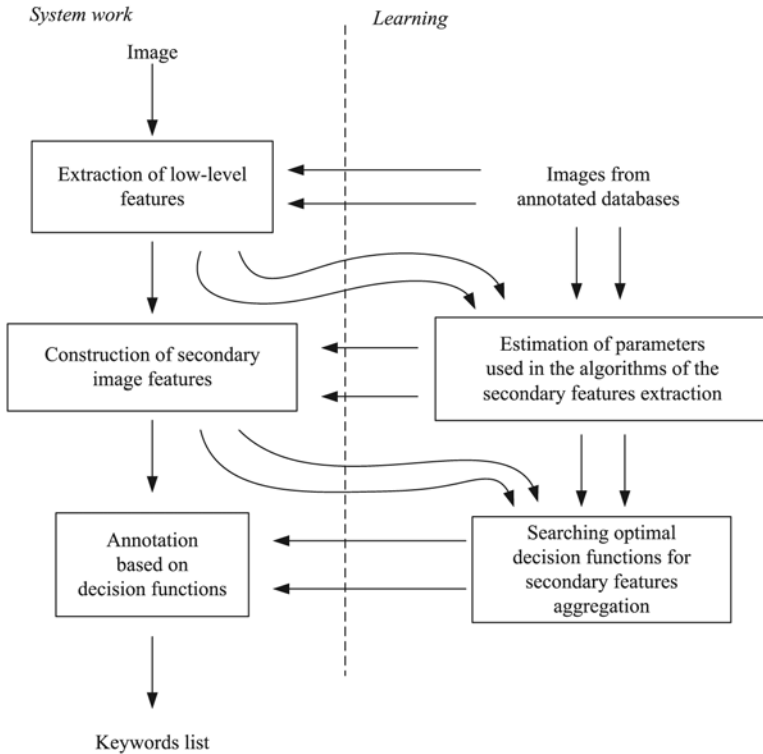 System work
Learning
Image
Extraction of low-level
features
Images from
annotated databases
Construction of secondary
image features
Estimation of parameters
used in the algorithms of the
secondary features extraction
Annotation
based on
decision functions
Searching optimal
decision functions for
secondary features
aggregation
Keywords list